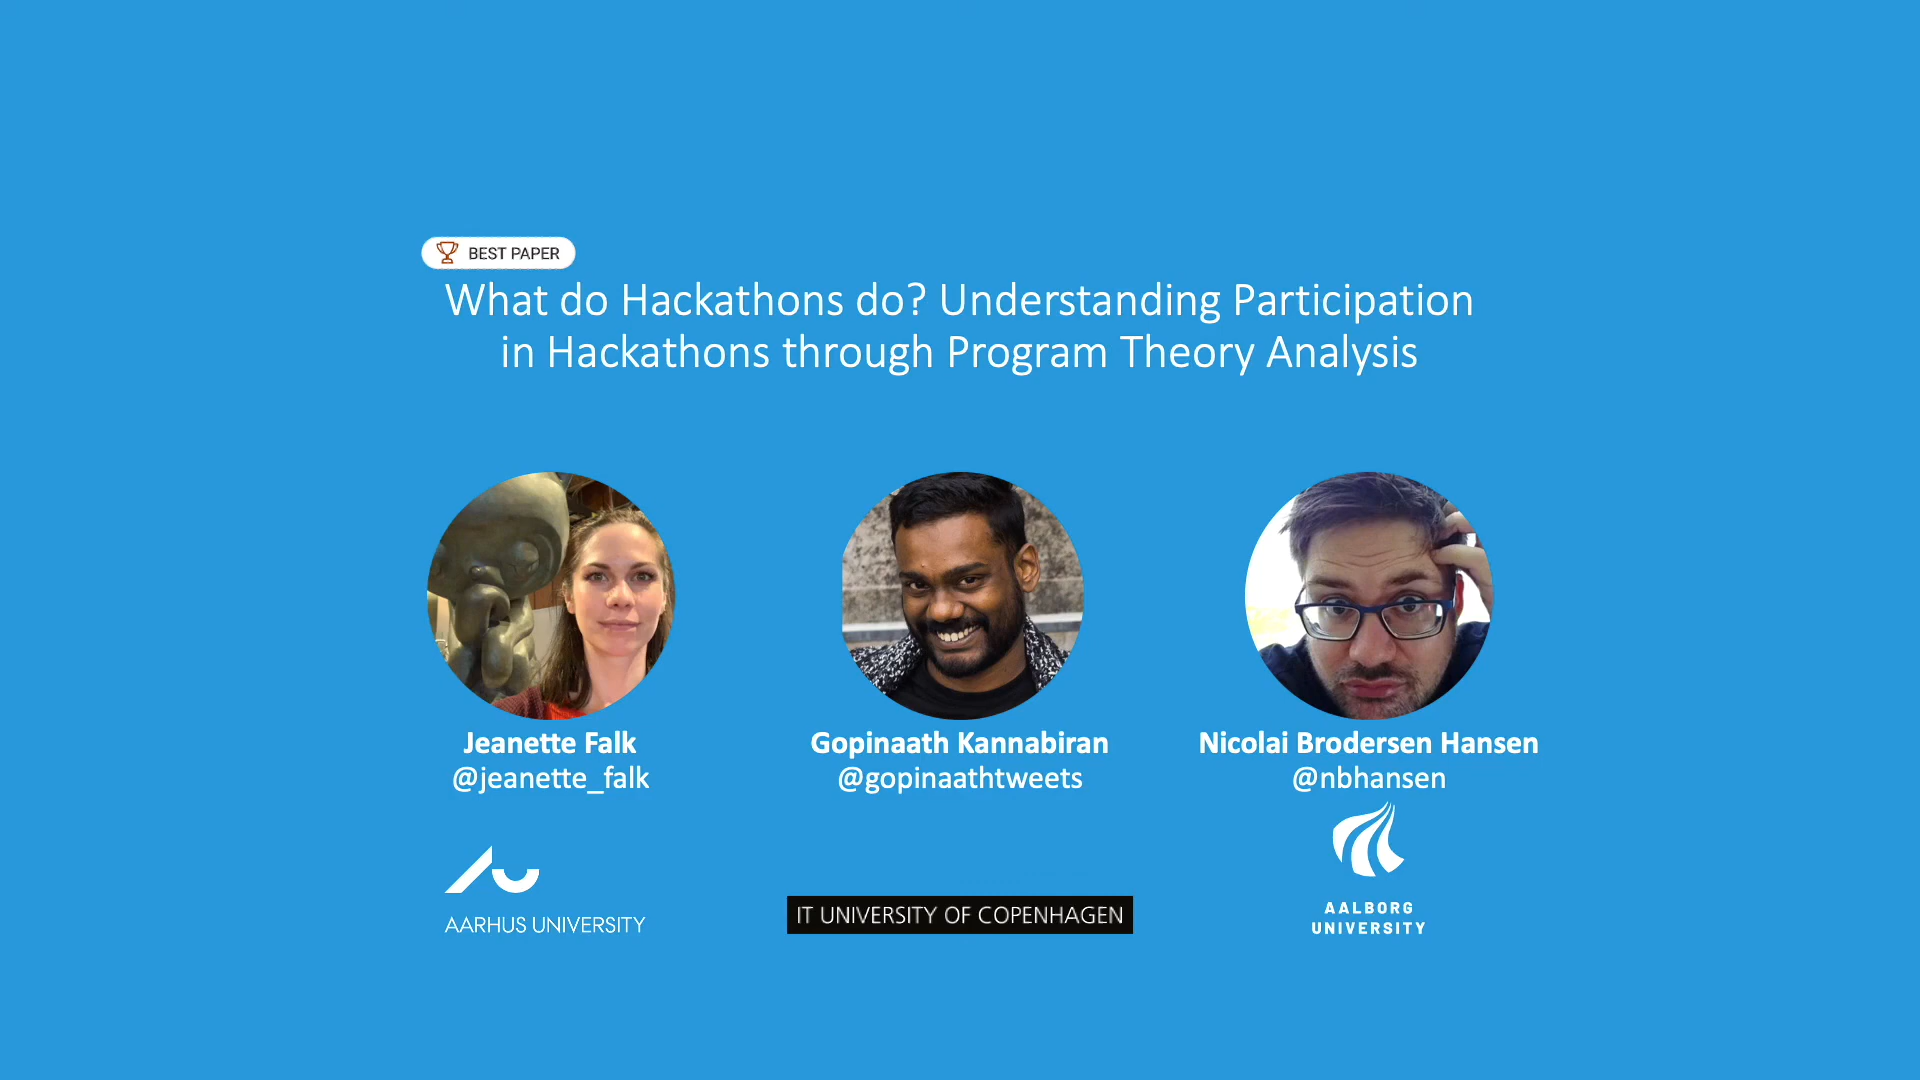 BEST PAPER
What do Hackathons do? Understanding Participation
in Hackathons through Program Theory Analysis
Jeanette Falk
@jeanette_falk
AARHUS UNIVERSITY
Gopinaath Kannabiran
@gopinaathtweets
IT UNIVERSITY OF COPENHAGEN
Nicolai Brodersen Hansen
@nbhansen
AALBORG
UNIVERSITY